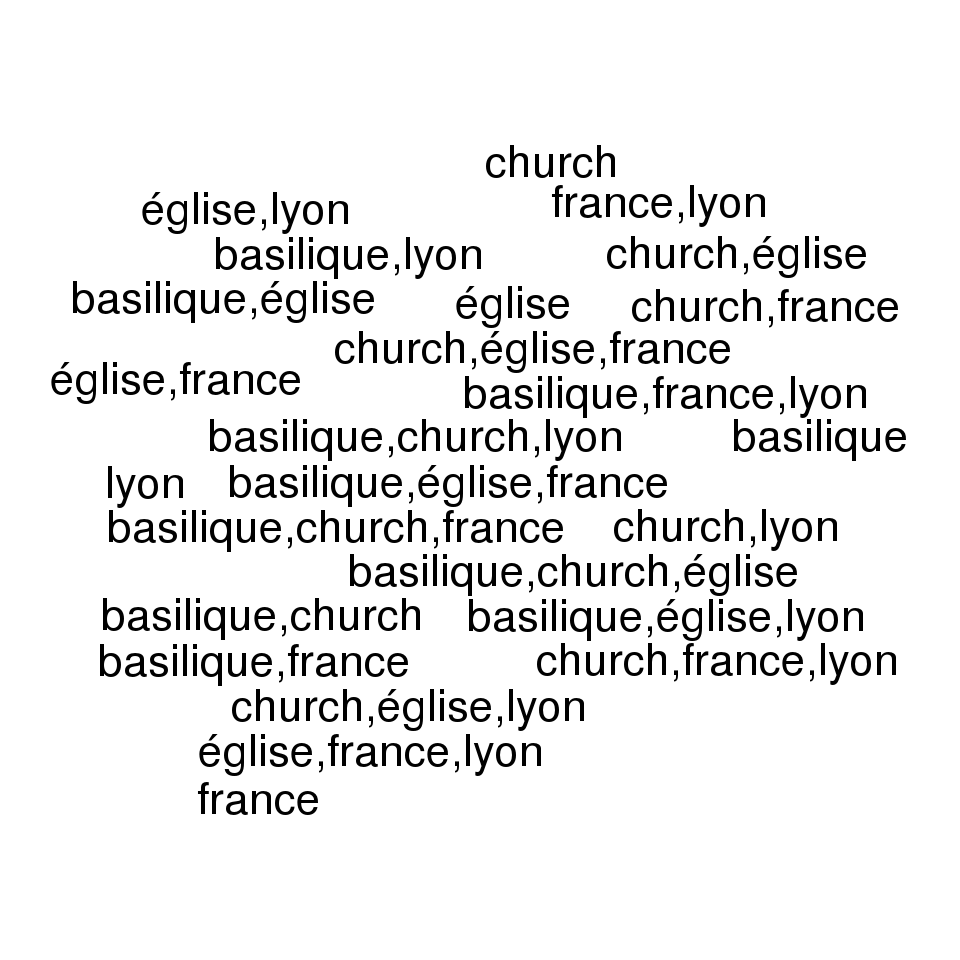 church
église,lyon france,lyon
basilique,lyon church,église
basilique,église église church,france
church,église,france
église,france basilique,france,lyon
basilique,church,lyon basilique
lyon basilique,église,france
basilique,church,france church,lyon
basilique,church,église
basilique,church basilique,église,lyon
basilique,france church,france,lyon
church,église,lyon
église,france,lyon
france